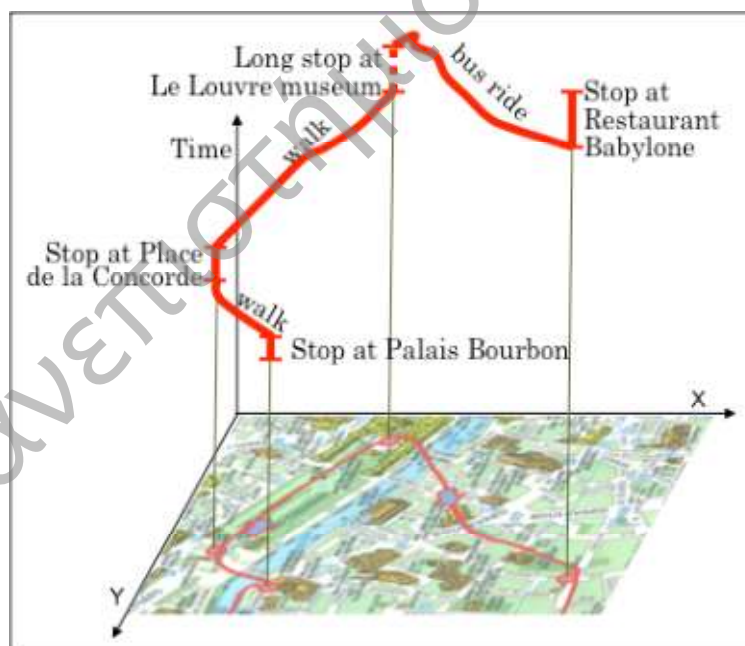 Long stop at
Le Louvre museum
bus ride
Stop at
Restaurant
Babylone
Time
walk
Stop at Place
de la Concorde
walk
Stop at Palais Bourbon
X
Y